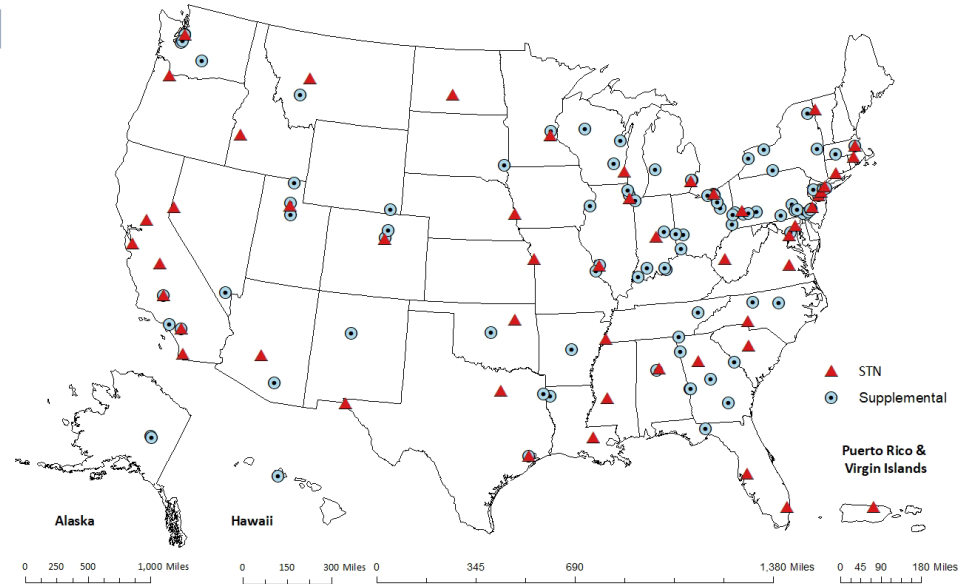 STN
Supplemental
Puerto Rico &
Virgin Islands
Alaska
Hawaii
0 250 500 1,000 Miles
0 150 300 Miles
0 345 690 1,380 Miles
0 45 90 180 Miles